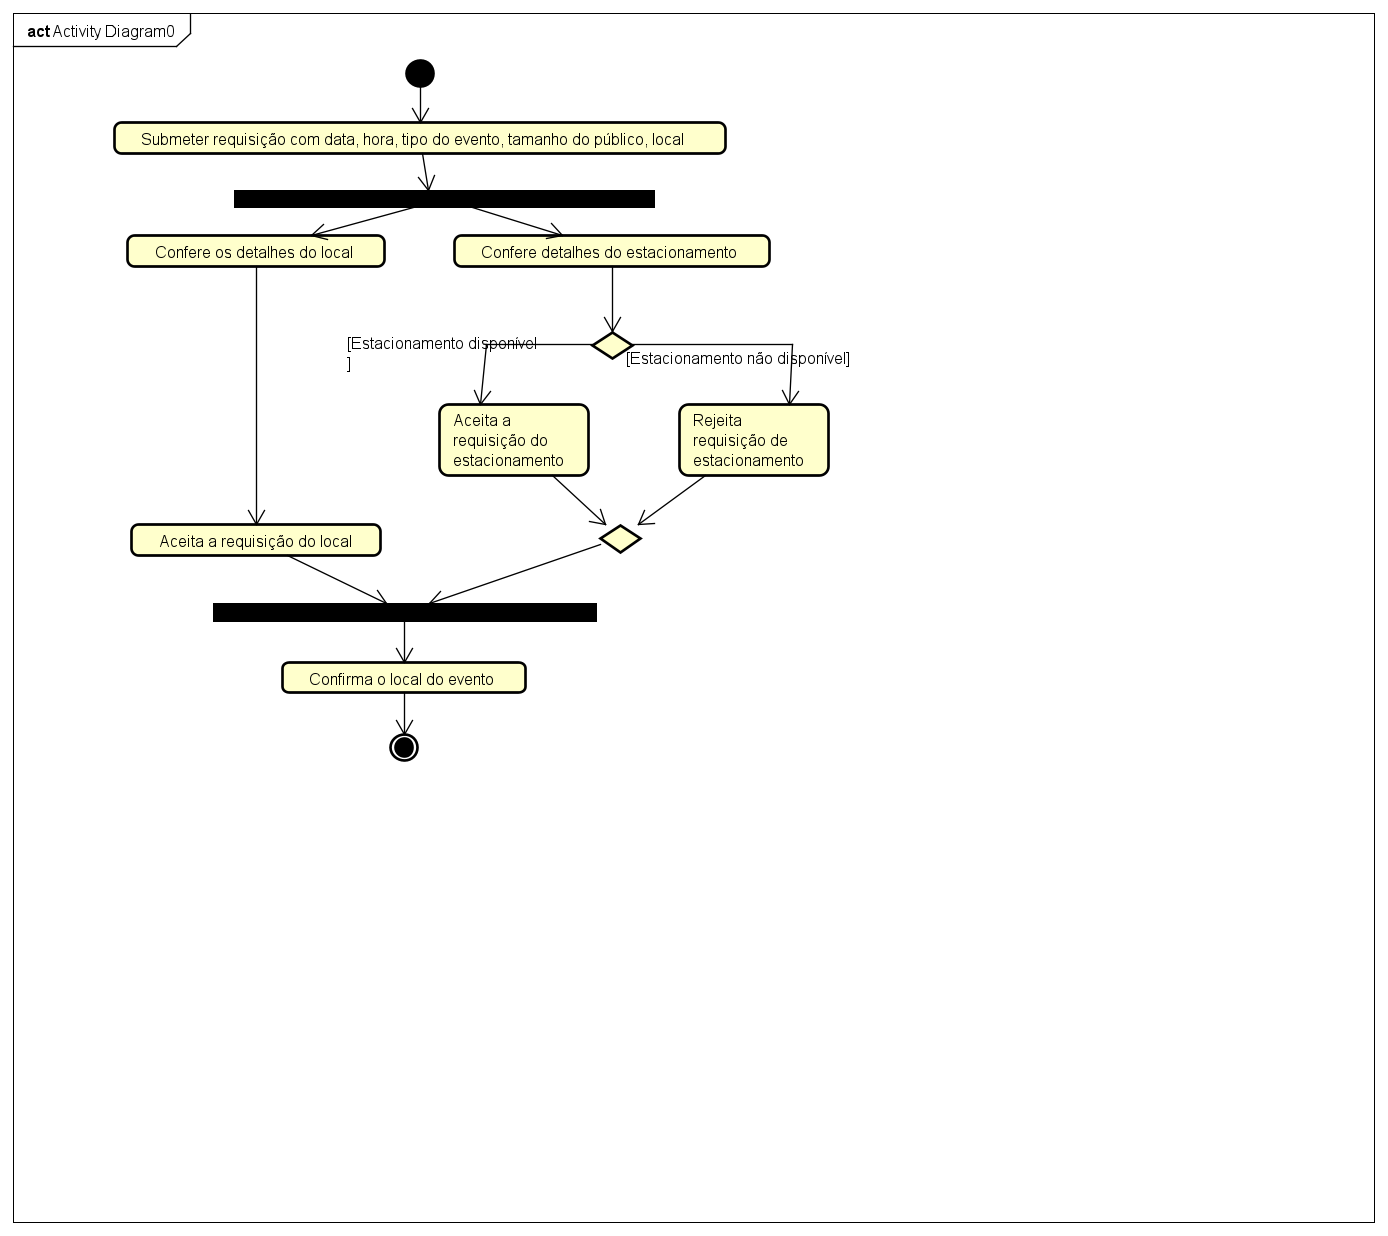 act Activity Diagram0
Submeter requisição com data, hora, tipo do evento, tamanho do público, local
Confere os detalhes do local
Confere detalhes do estacionamento
[Estacionamento disponível
]
[Estacionamento não disponível]
Aceita a
requisição do
estacionamento
Rejeita
requisição de
estacionamento
Aceita a requisição do local
Confirma o local do evento